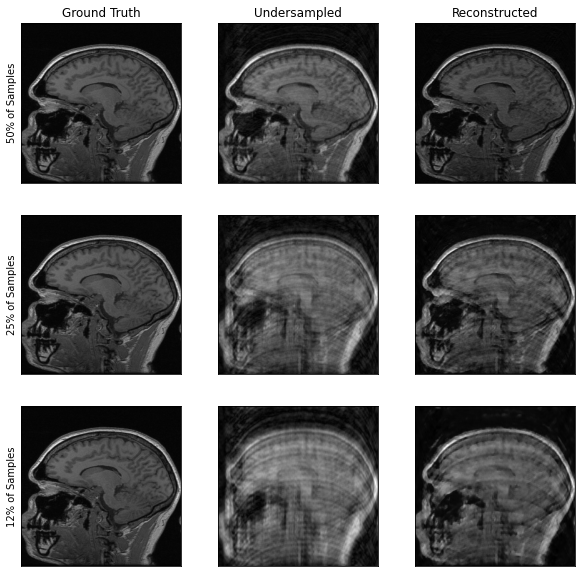 Ground Truth
Undersampled
Reconstructed
50% of Samples
25% of Samples
12% of Samples